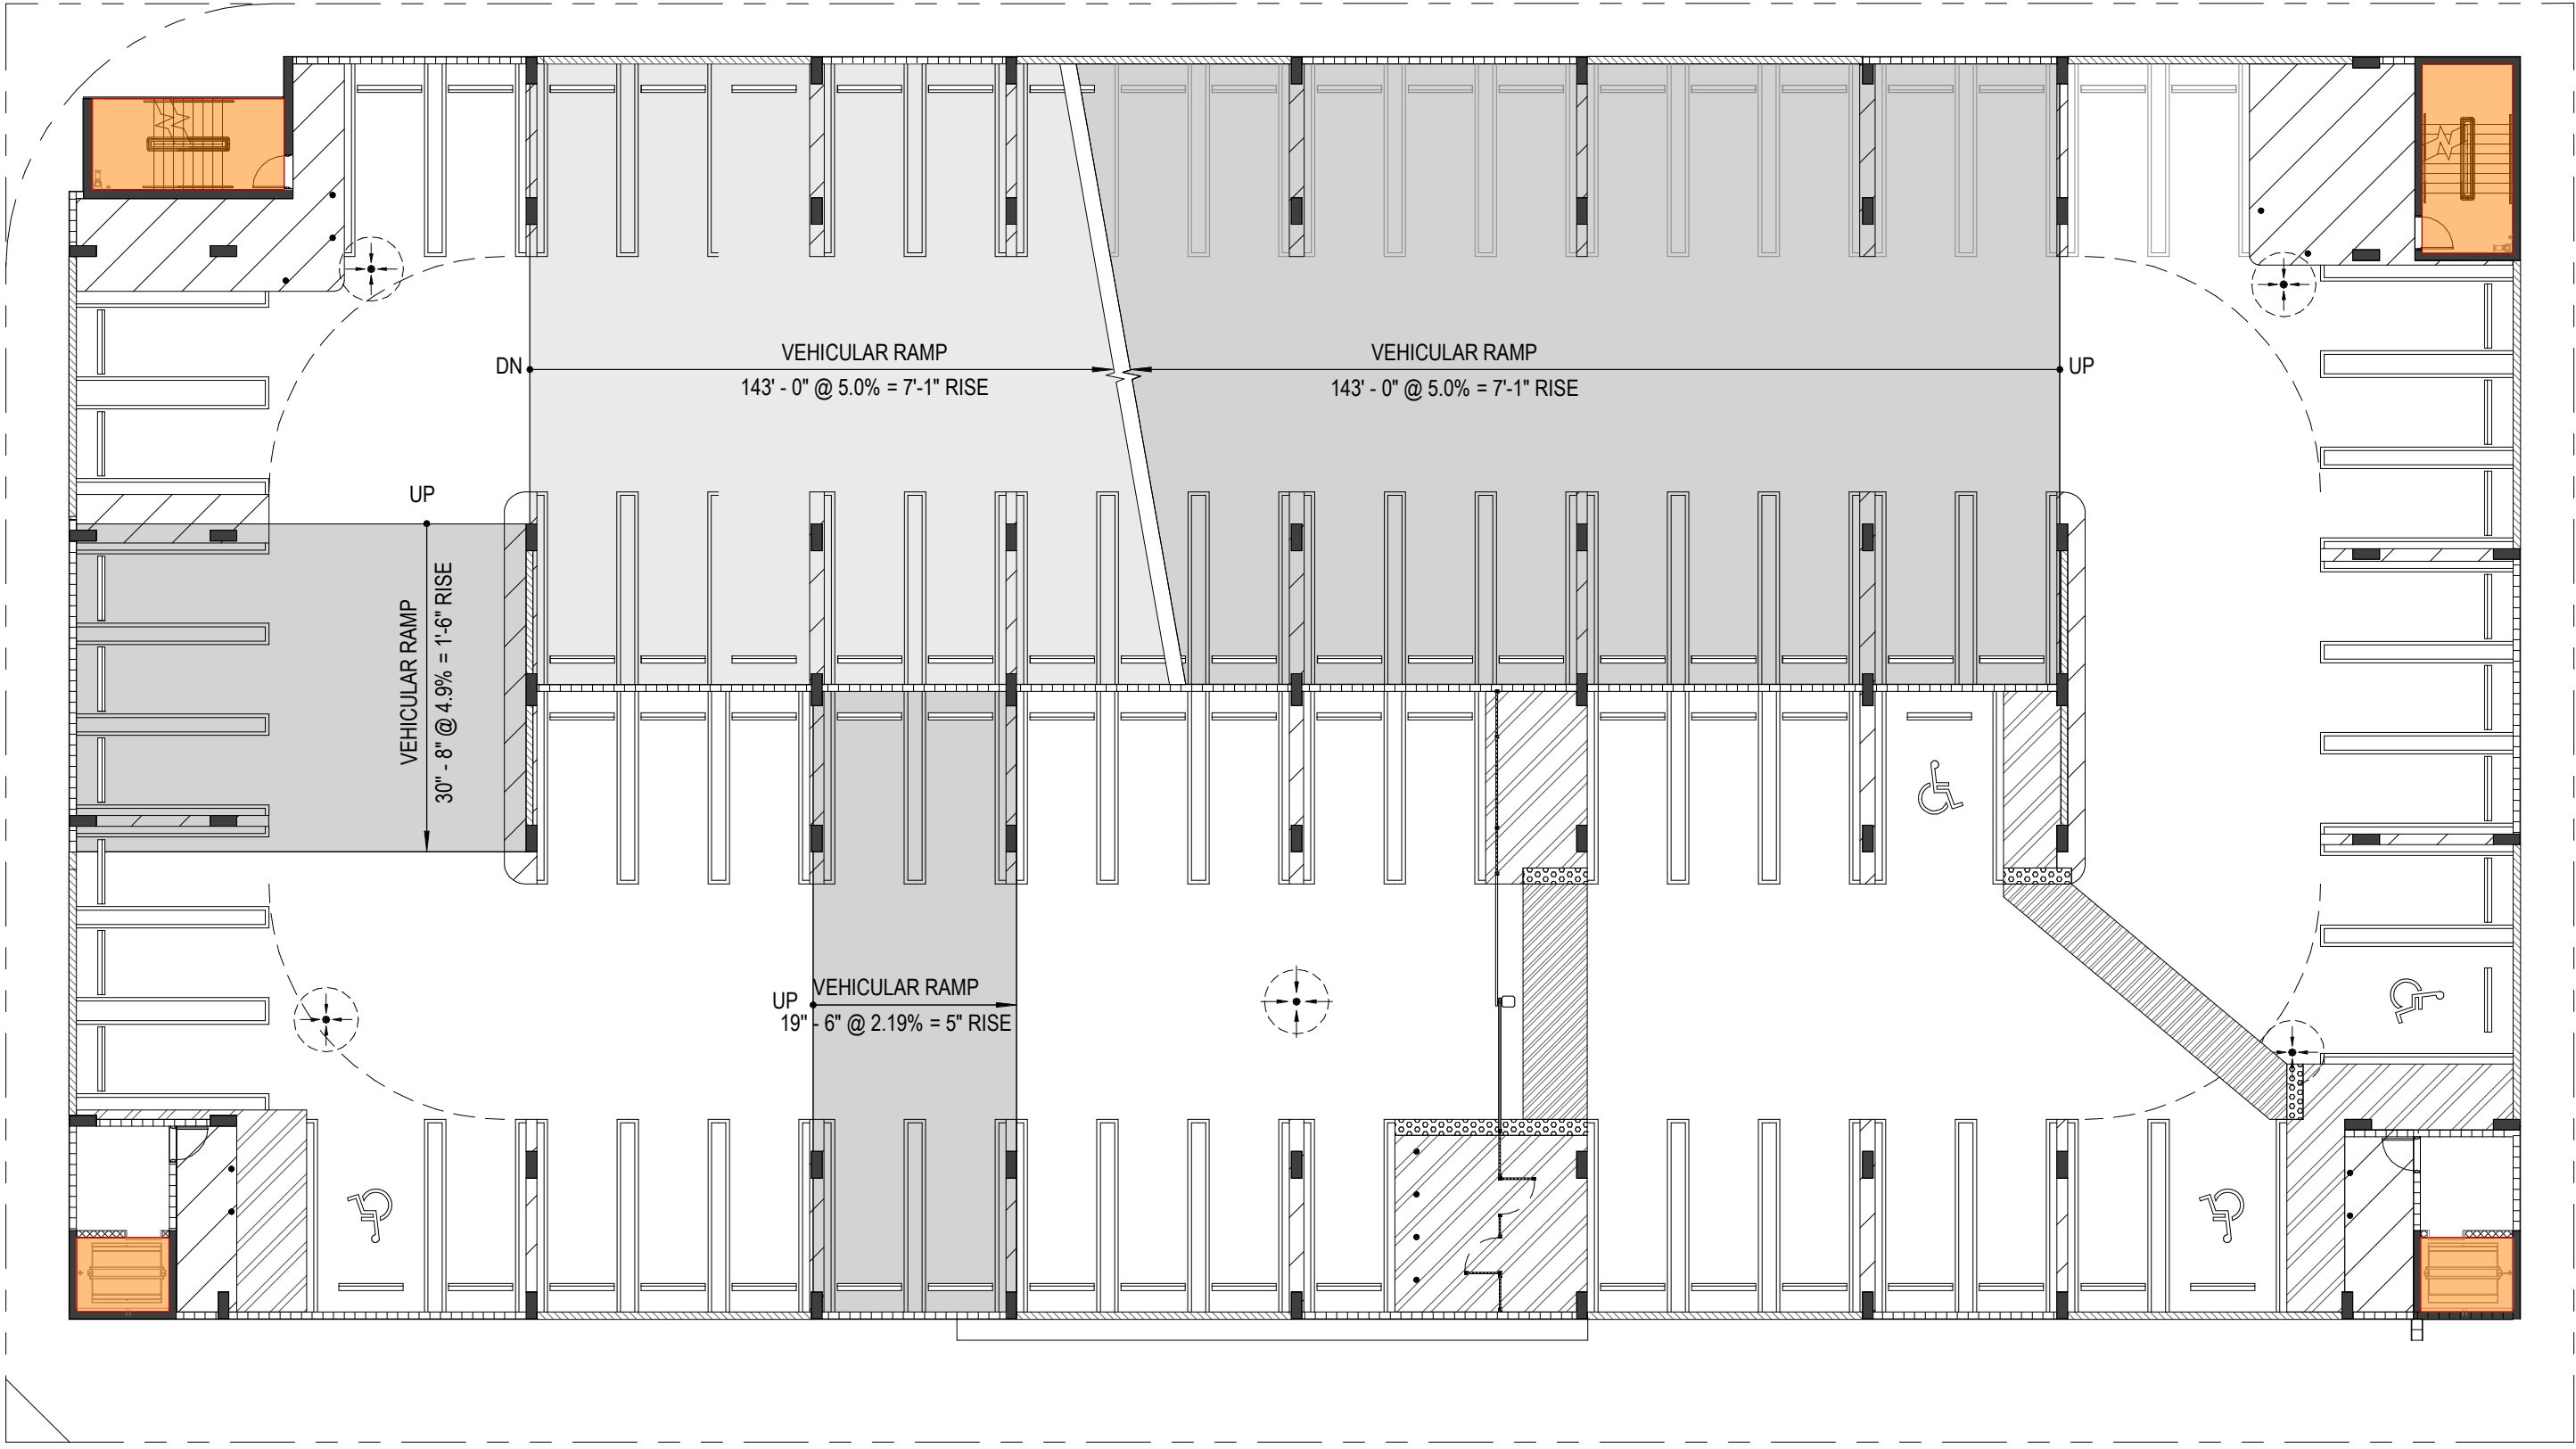 VEHICULAR RAMP
143' - 0" @ 5.0% = 7'-1" RISE
DN
VEHICULAR RAMP
143' - 0" @ 5.0% = 7'-1" RISE
UP
UP
VEHICULAR RAMP
30" - 8" @ 4.9% = 1'-6" RISE
UP
VEHICULAR RAMP
19" - 6" @ 2.19% = 5" RISE